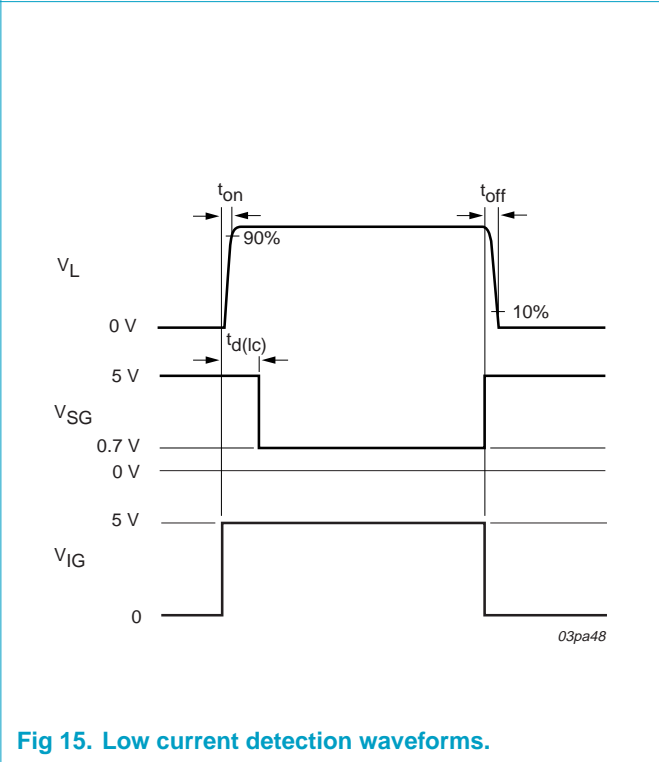 ton
toff
90%
VL
10%
0 V
td(lc)
5 V
VSG
0.7 V
0 V
5 V
VIG
0
03pa48
Fig 15. Low current detection waveforms.